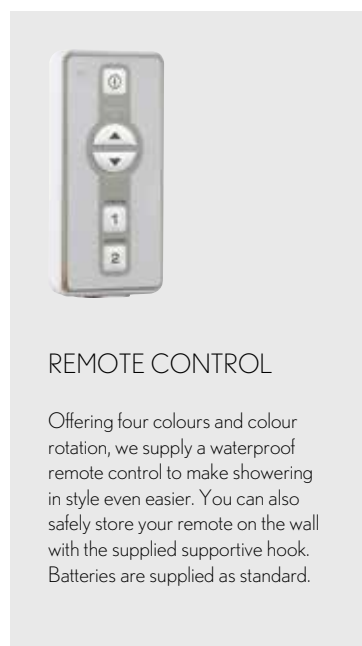 1
2
REMOTE CONTROL
Offering four colours and colour
rotation, we supply a waterproof
remote control to make showering
in style even easier. You can also
safely store your remote on the wall
with the supplied supportive hook.
Batteries are supplied as standard.